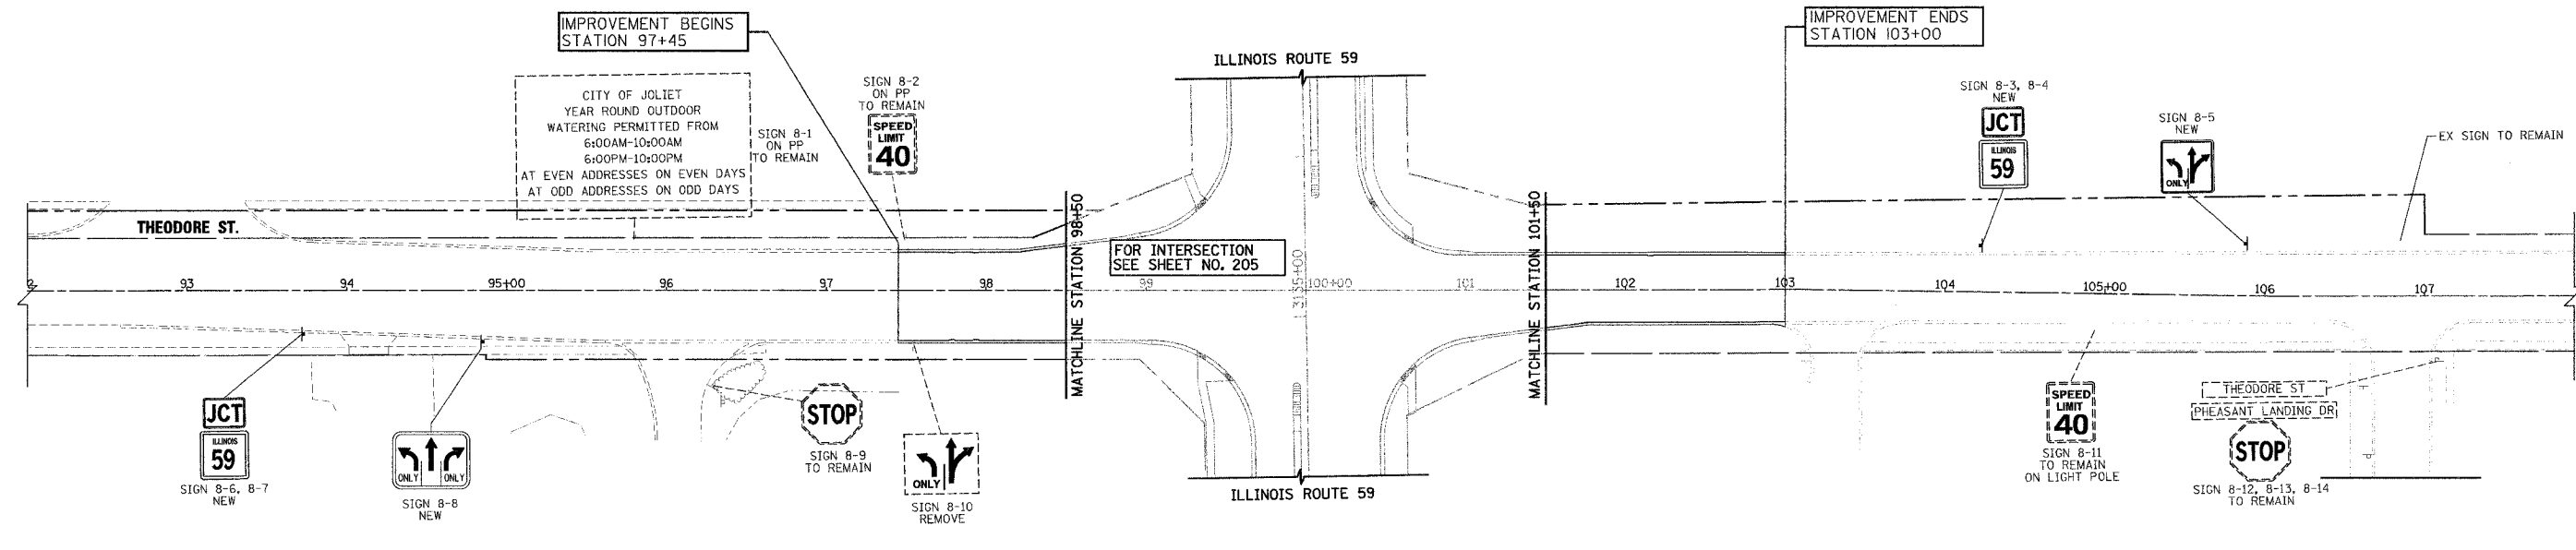 IMPROVEMENT BEGINS
STATION 97+45
IMPROVEMENT ENDS
STATION 103+00
ILLINOIS ROUTE 59
CITY OF JOLIET
YEAR ROUND OUTDOOR
WATERING PERMITTED FROM
6:00AM-10:00AM
6:00PM-10:00PM
AT EVEN ADDRESSES ON EVEN DAYS
AT ODD ADDRESSES ON ODD DAYS
SIGN 8-1
ON PP
TO REMAIN
SIGN 8-2
ON PP
TO REMAIN
SPEED
LIMIT
40
SIGN 8-3, 8-4
NEW
JCT
ILLINOIS
59
SIGN 8-5
NEW
ONLY
EX SIGN TO REMAIN
THEODORE ST.
MATCHLINE STATION 98+50
FOR INTERSECTION
SEE SHEET NO. 205
MATCHLINE STATION 101+50
2 93 94 95+00 96 97 98 99 100+00 101 102 103 104 105+00 106 107
JCT
ILLINOIS
59
SIGN 8-6, 8-7
NEW
ONLY ONLY
SIGN 8-8
NEW
STOP
SIGN 8-9
TO REMAIN
ONLY
SIGN 8-10
REMOVE
ILLINOIS ROUTE 59
SPEED
LIMIT
40
SIGN 8-11
TO REMAIN
ON LIGHT POLE
THEODORE ST
PHEASANT LANDING DR
STOP
SIGN 8-12, 8-13, 8-14
TO REMAIN